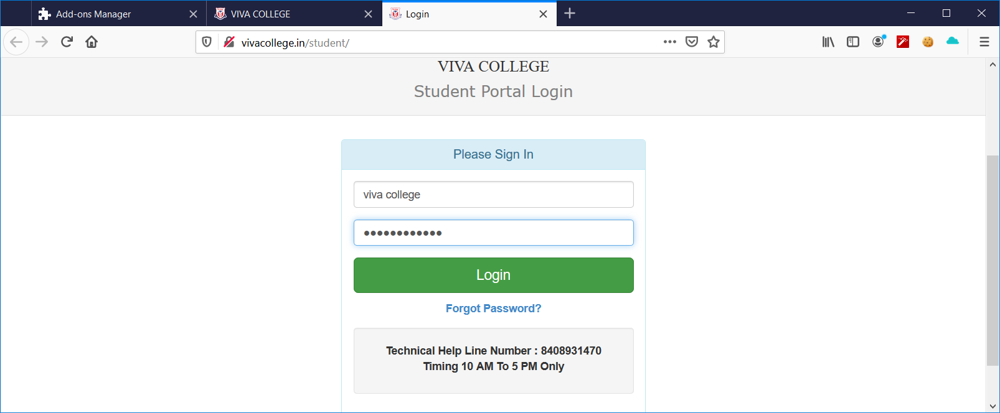 Add-ons Manager
VIVA COLLEGE
Login
vivacollege.in/student/
VIVA COLLEGE
Student Portal Login
Please Sign In
viva college
••••••••••••
Login
Forgot Password?
Technical Help Line Number : 8408931470
Timing 10 AM To 5 PM Only